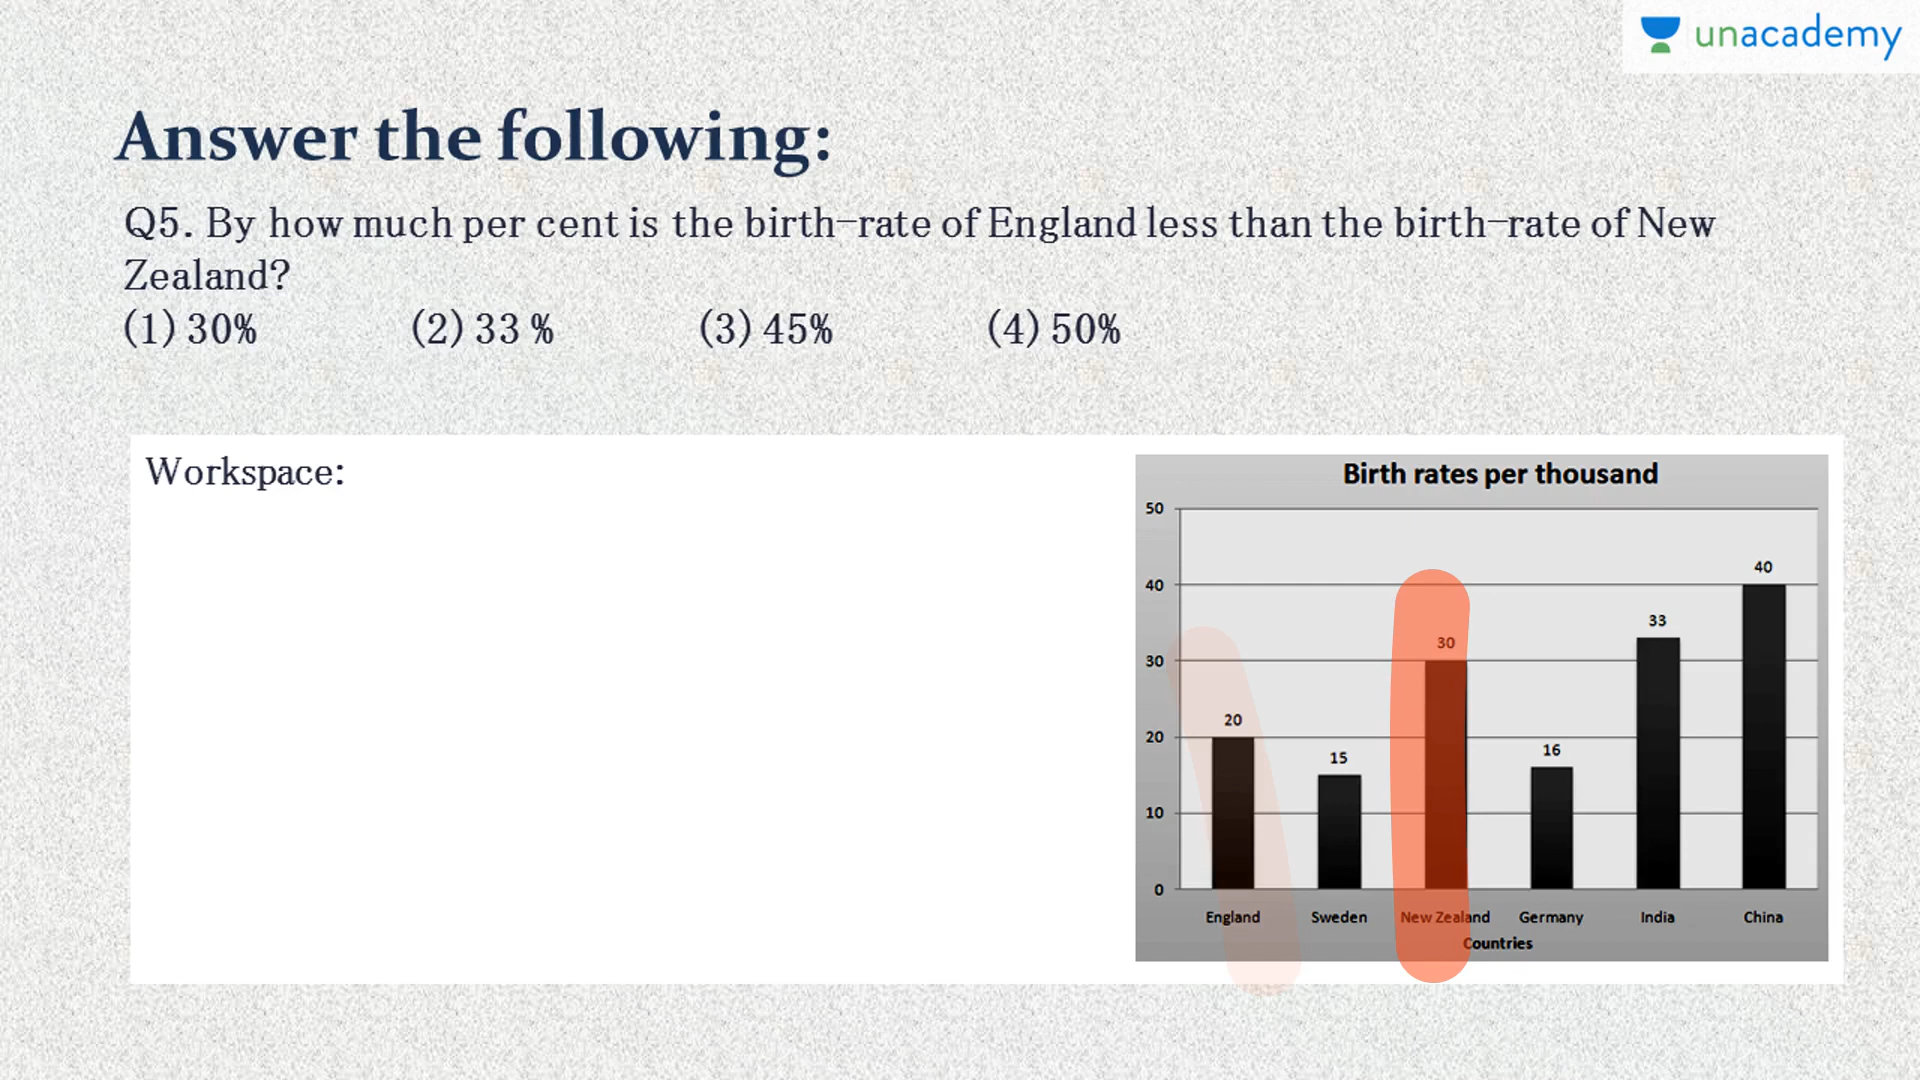 unacademy
Answer the following:
Q5. By how much per cent is the birth-rate of England less than the birth-rate of New
Zealand?
(1) 30% (2) 33 % (3) 45% (4) 50%
Workspace:
Birth rates per thousand
50
40
30
20
10
0
20
15
30
16
33
40
England Sweden New Zealand Germany India China
Countries